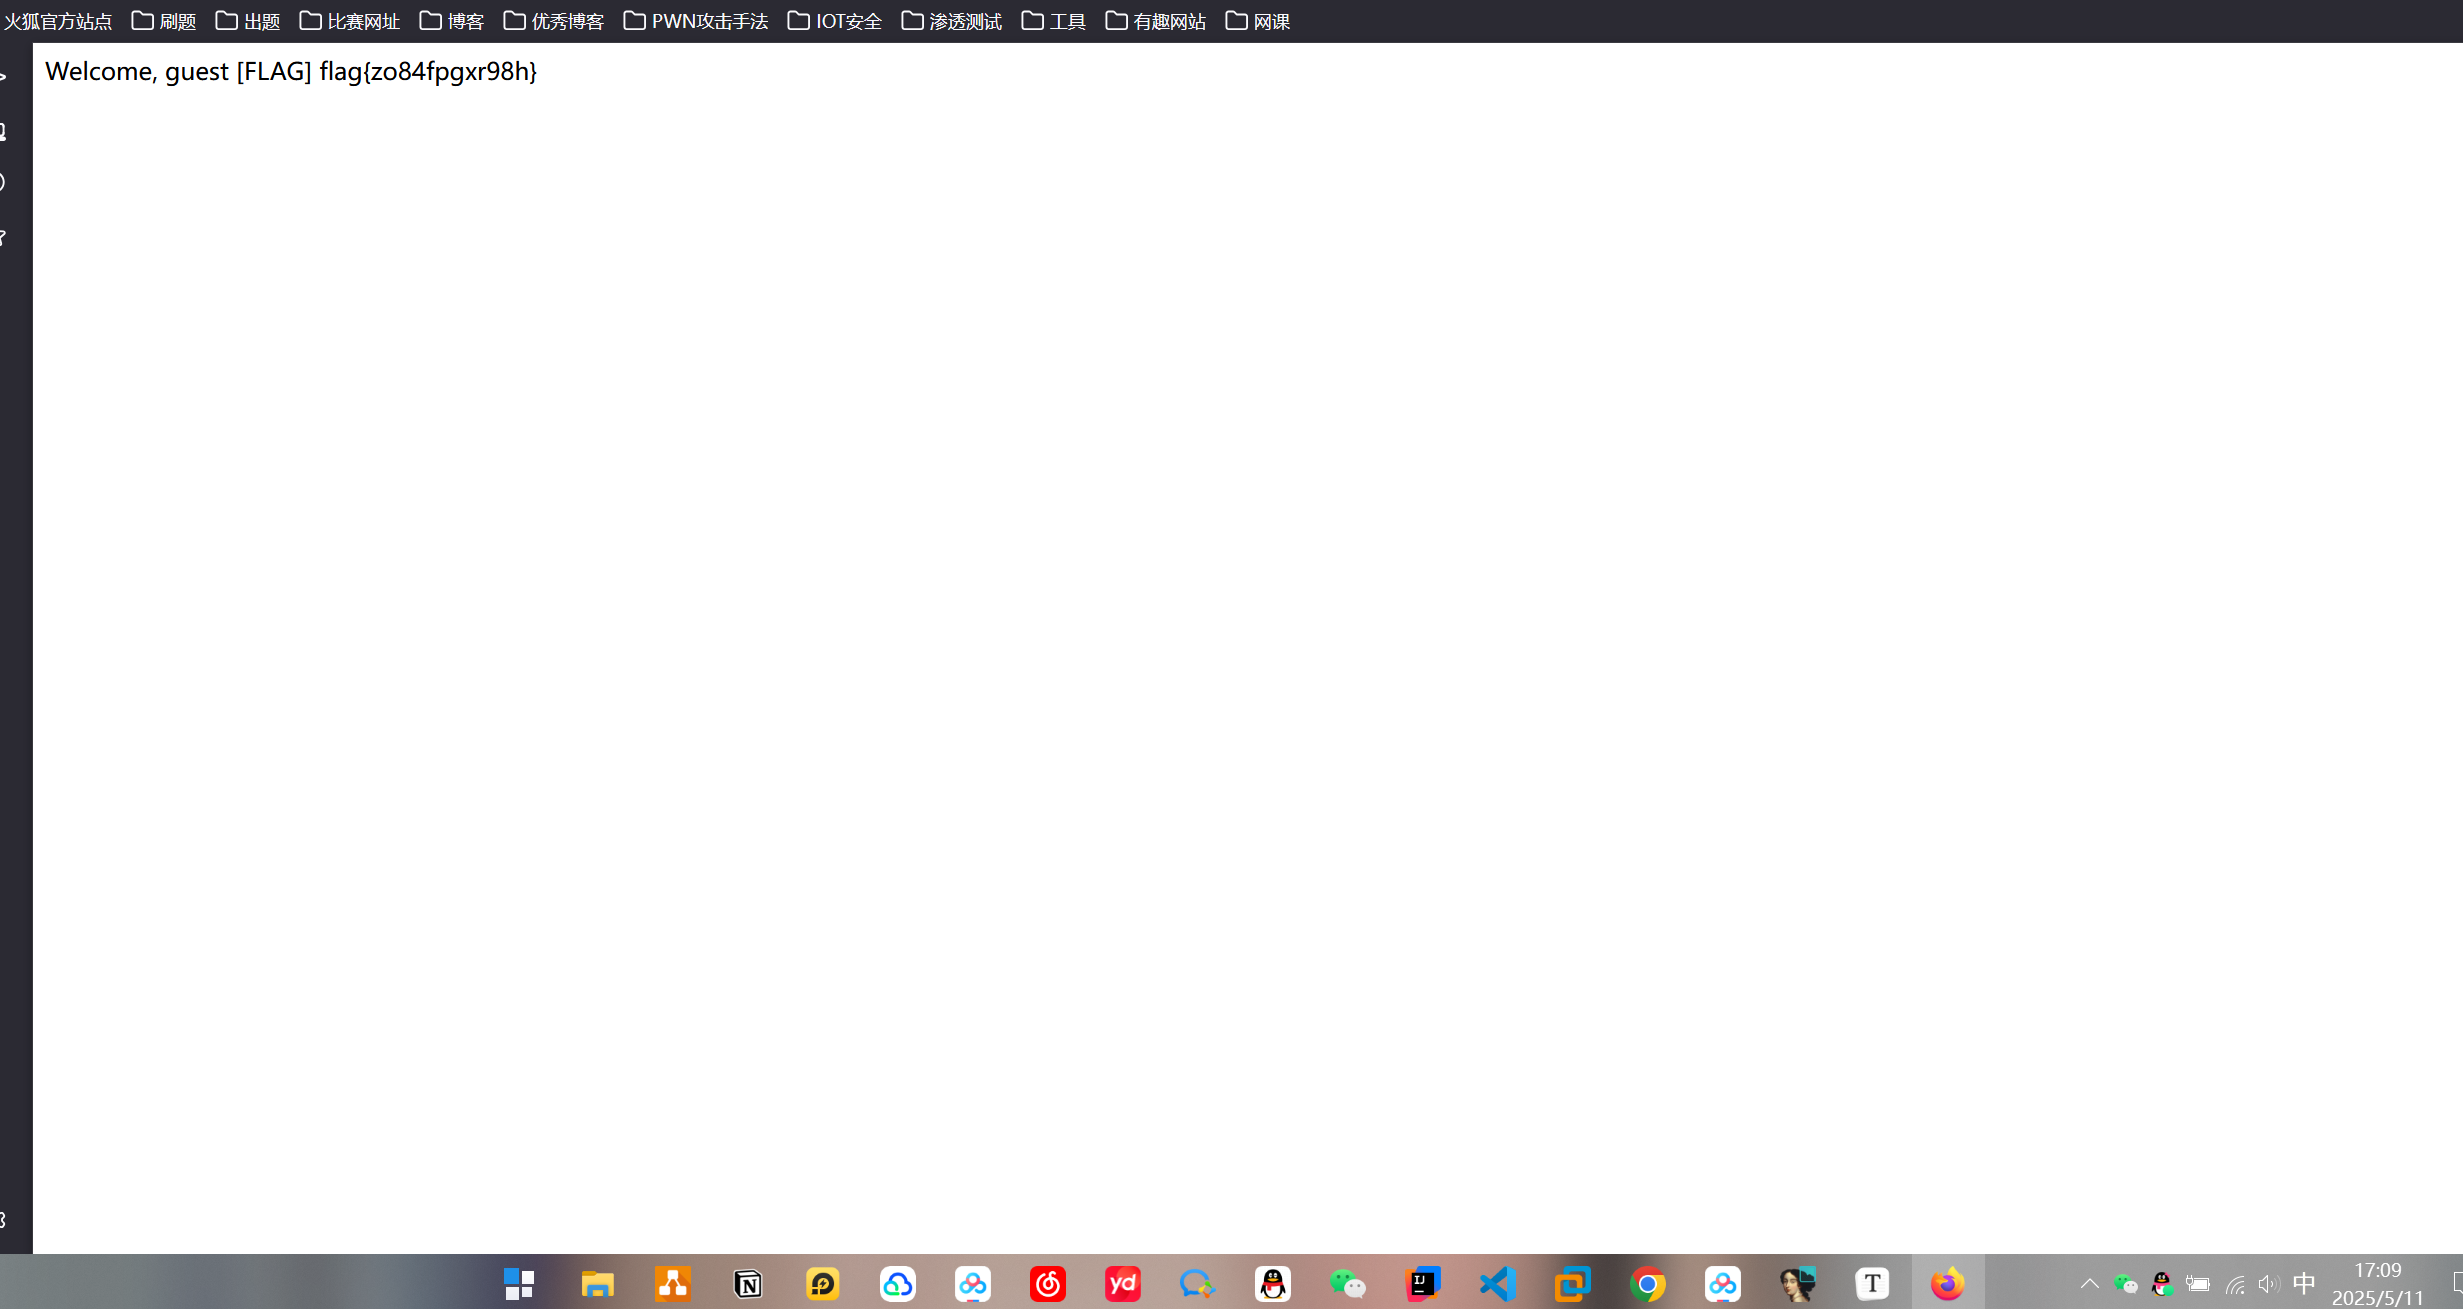 火狐官方站点 刷题 出题 比赛网址 博客 优秀博客 PWN攻击手法 IOT安全 渗透测试 工具 有趣网站 网课
Welcome, guest [FLAG] flag{zo84fpgxr98h}
N yd IJ T 中 17:09
2025/5/11